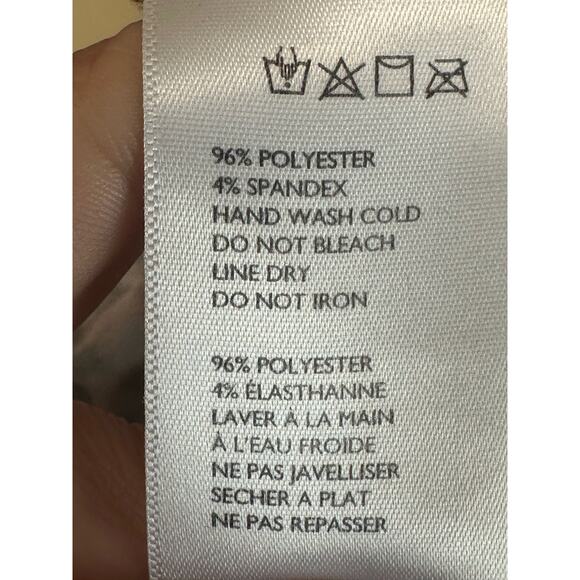 96% POLYESTER
4% SPANDEX
HAND WASH COLD
DO NOT BLEACH
LINE DRY
DO NOT IRON
96% POLYESTER
4% ÉLASTHANNE
LAVER À LA MAIN
À L'EAU FROIDE
NE PAS JAVELLISER
SECHER A PLAT
NE PAS REPASSER